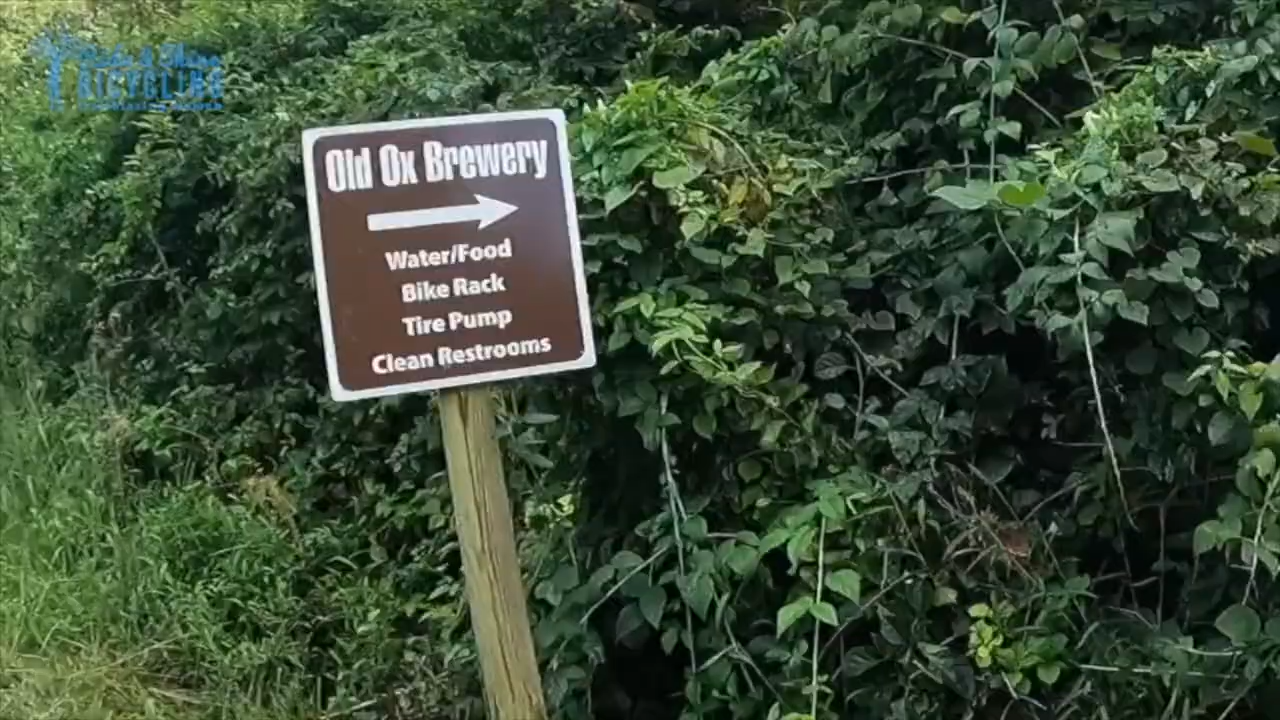 BICYCLING
Old Ox Brewery
Water/Food
Bike Rack
Tire Pump
Clean Restrooms